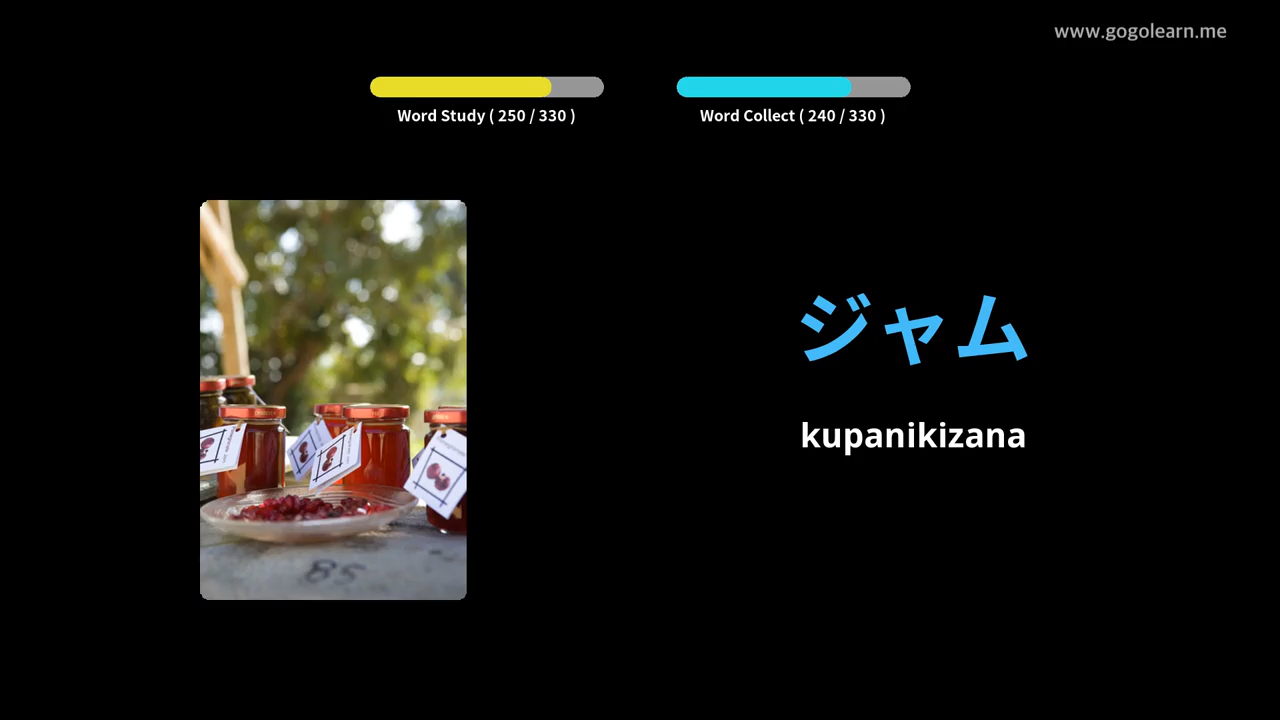 www.gogolearn.me
Word Study ( 250 / 330 )
Word Collect ( 240 / 330 )
ジャム
kupanikizana
85